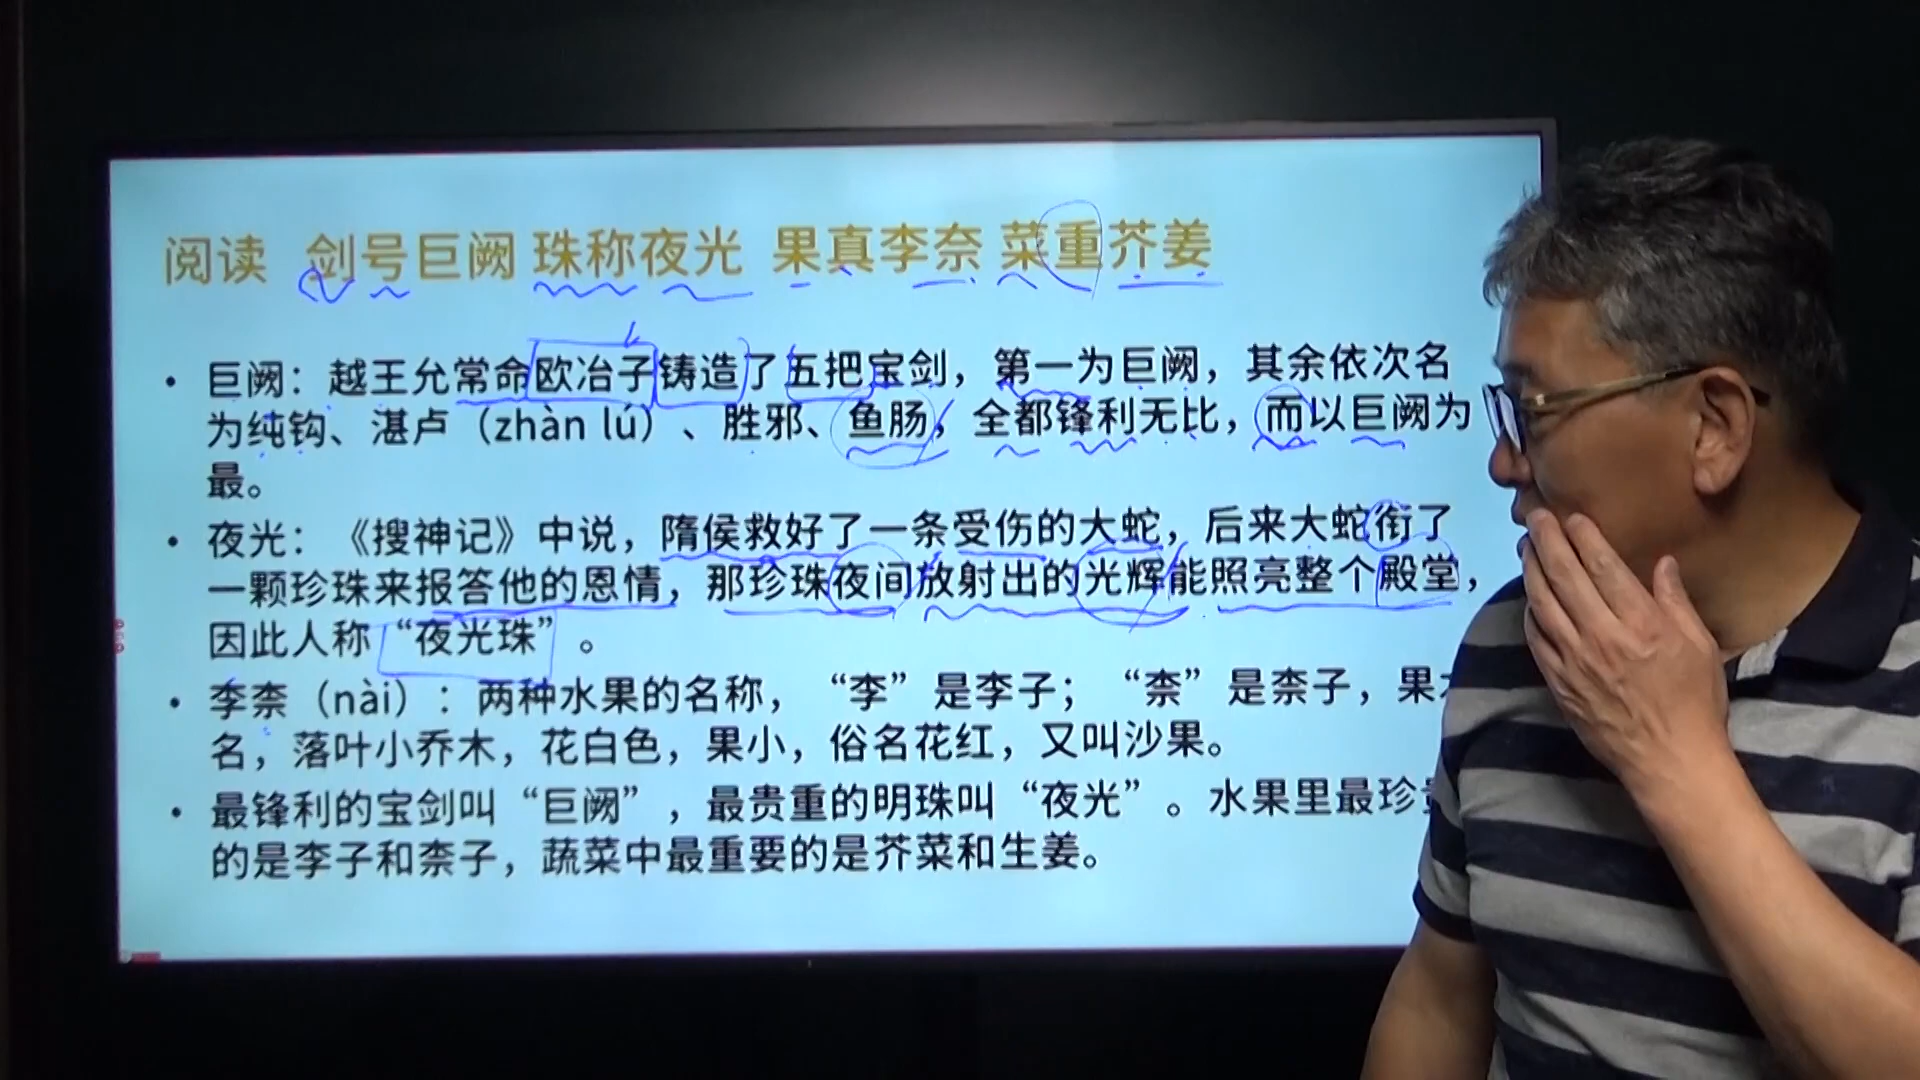 阅读 剑号巨阙 珠称夜光 果真李奈 菜重芥姜
• 巨阙：越王允常命欧冶子铸造了五把宝剑，第一为巨阙，其余依次名
为纯钩、湛卢（zhàn lú）、胜邪、鱼肠，全都锋利无比，而以巨阙为
最。
• 夜光：《搜神记》中说，隋侯救好了一条受伤的大蛇，后来大蛇衔了
一颗珍珠来报答他的恩情，那珍珠夜间放射出的光辉能照亮整个殿堂，
因此人称“夜光珠”。
• 李柰（nài）：两种水果的名称，“李”是李子；“柰”是柰子，果
名，落叶小乔木，花白色，果小，俗名花红，又叫沙果。
• 最锋利的宝剑叫“巨阙”，最贵重的明珠叫“夜光”。水果里最珍
的是李子和柰子，蔬菜中最重要的是芥菜和生姜。